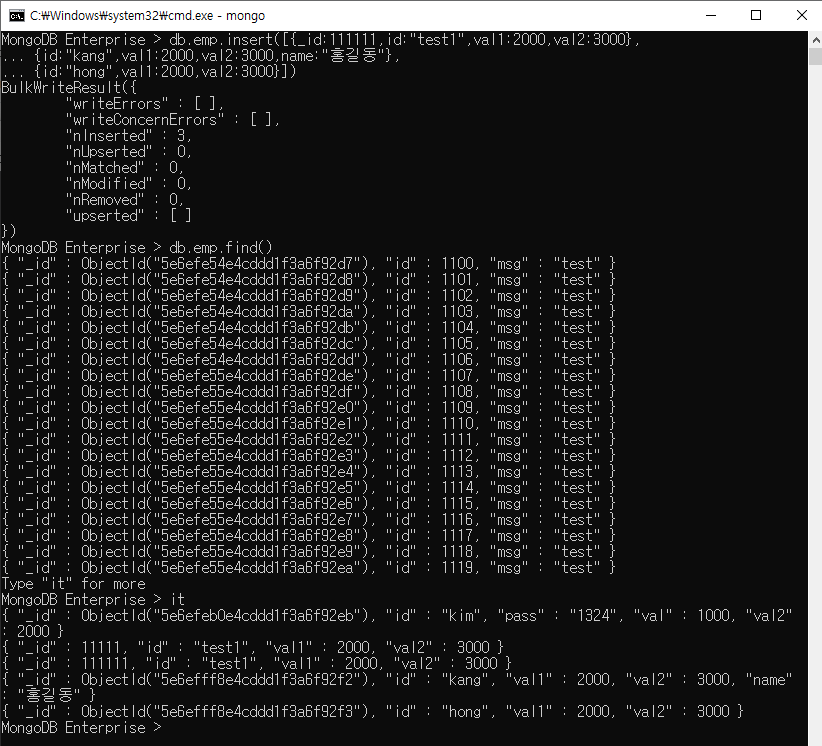 C:₩Windows₩system32₩cmd.exe - mongo
MongoDB Enterprise > db.emp.insert([{_id:111111,id:"test1",val1:2000,val2:3000},
... {id:"kang",val1:2000,val2:3000,name:"홍길동"},
... {id:"hong",val1:2000,val2:3000}])
BulkWriteResult({
"writeErrors" : [ ],
"writeConcernErrors" : [ ],
"nInserted" : 3,
"nUpserted" : 0,
"nMatched" : 0,
"nModified" : 0,
"nRemoved" : 0,
"upserted" : [ ]
})
MongoDB Enterprise > db.emp.find()
{ "_id" : ObjectId("5e6efe54e4cddd1f3a6f92d7"), "id" : 1100, "msg" : "test" }
{ "_id" : ObjectId("5e6efe54e4cddd1f3a6f92d8"), "id" : 1101, "msg" : "test" }
{ "_id" : ObjectId("5e6efe54e4cddd1f3a6f92d9"), "id" : 1102, "msg" : "test" }
{ "_id" : ObjectId("5e6efe54e4cddd1f3a6f92da"), "id" : 1103, "msg" : "test" }
{ "_id" : ObjectId("5e6efe54e4cddd1f3a6f92db"), "id" : 1104, "msg" : "test" }
{ "_id" : ObjectId("5e6efe54e4cddd1f3a6f92dc"), "id" : 1105, "msg" : "test" }
{ "_id" : ObjectId("5e6efe54e4cddd1f3a6f92dd"), "id" : 1106, "msg" : "test" }
{ "_id" : ObjectId("5e6efe55e4cddd1f3a6f92de"), "id" : 1107, "msg" : "test" }
{ "_id" : ObjectId("5e6efe55e4cddd1f3a6f92df"), "id" : 1108, "msg" : "test" }
{ "_id" : ObjectId("5e6efe55e4cddd1f3a6f92e0"), "id" : 1109, "msg" : "test" }
{ "_id" : ObjectId("5e6efe55e4cddd1f3a6f92e1"), "id" : 1110, "msg" : "test" }
{ "_id" : ObjectId("5e6efe55e4cddd1f3a6f92e2"), "id" : 1111, "msg" : "test" }
{ "_id" : ObjectId("5e6efe55e4cddd1f3a6f92e3"), "id" : 1112, "msg" : "test" }
{ "_id" : ObjectId("5e6efe55e4cddd1f3a6f92e4"), "id" : 1113, "msg" : "test" }
{ "_id" : ObjectId("5e6efe55e4cddd1f3a6f92e5"), "id" : 1114, "msg" : "test" }
{ "_id" : ObjectId("5e6efe55e4cddd1f3a6f92e6"), "id" : 1115, "msg" : "test" }
{ "_id" : ObjectId("5e6efe55e4cddd1f3a6f92e7"), "id" : 1116, "msg" : "test" }
{ "_id" : ObjectId("5e6efe55e4cddd1f3a6f92e8"), "id" : 1117, "msg" : "test" }
{ "_id" : ObjectId("5e6efe55e4cddd1f3a6f92e9"), "id" : 1118, "msg" : "test" }
{ "_id" : ObjectId("5e6efe55e4cddd1f3a6f92ea"), "id" : 1119, "msg" : "test" }
Type "it" for more
MongoDB Enterprise > it
{ "_id" : ObjectId("5e6efeb0e4cddd1f3a6f92eb"), "id" : "kim", "pass" : "1324", "val" : 1000, "val2"
: 2000 }
{ "_id" : 11111, "id" : "test1", "val1" : 2000, "val2" : 3000 }
{ "_id" : 111111, "id" : "test1", "val1" : 2000, "val2" : 3000 }
{ "_id" : ObjectId("5e6efff8e4cddd1f3a6f92f2"), "id" : "kang", "val1" : 2000, "val2" : 3000, "name"
: "홍길동" }
{ "_id" : ObjectId("5e6efff8e4cddd1f3a6f92f3"), "id" : "hong", "val1" : 2000, "val2" : 3000 }
MongoDB Enterprise >